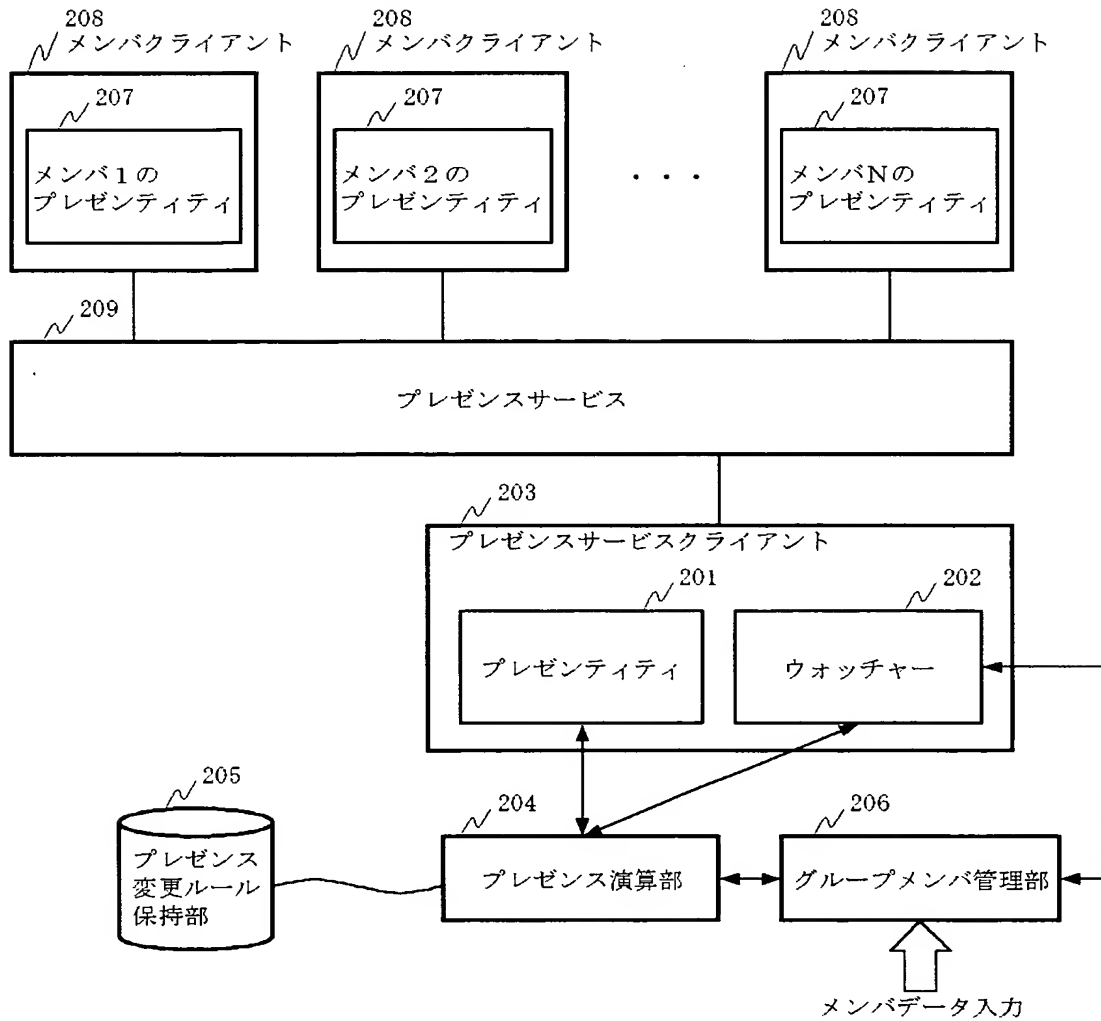 208
メンバクライアント
208
メンバクライアント
208
メンバクライアント
207
207
207
メンバ1の
プレゼンティティ
メンバ2の
プレゼンティティ
・・・
メンバNの
プレゼンティティ
209
プレゼンスサービス
203
プレゼンスサービスクライアント
201
202
プレゼンティティ
ウォッチャー
205
204
206
プレゼンス
変更ルール
保持部
プレゼンス演算部
グループメンバ管理部
メンバデータ入力